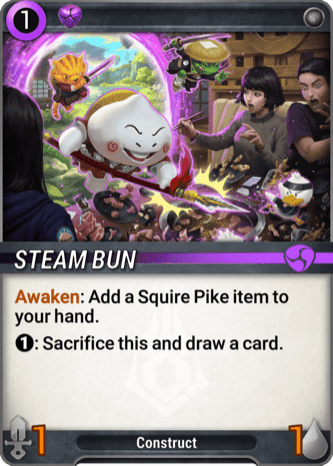 1
STEAM BUN
Awaken: Add a Squire Pike item to
your hand.
1: Sacrifice this and draw a card.
1
Construct
1